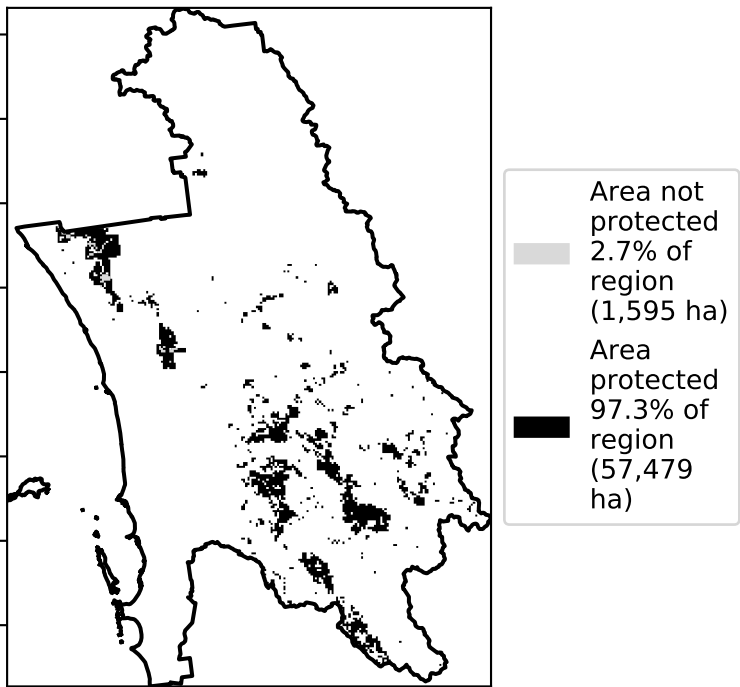 Area not
protected
2.7% of
region
(1,595 ha)
Area
protected
97.3% of
region
(57,479
ha)